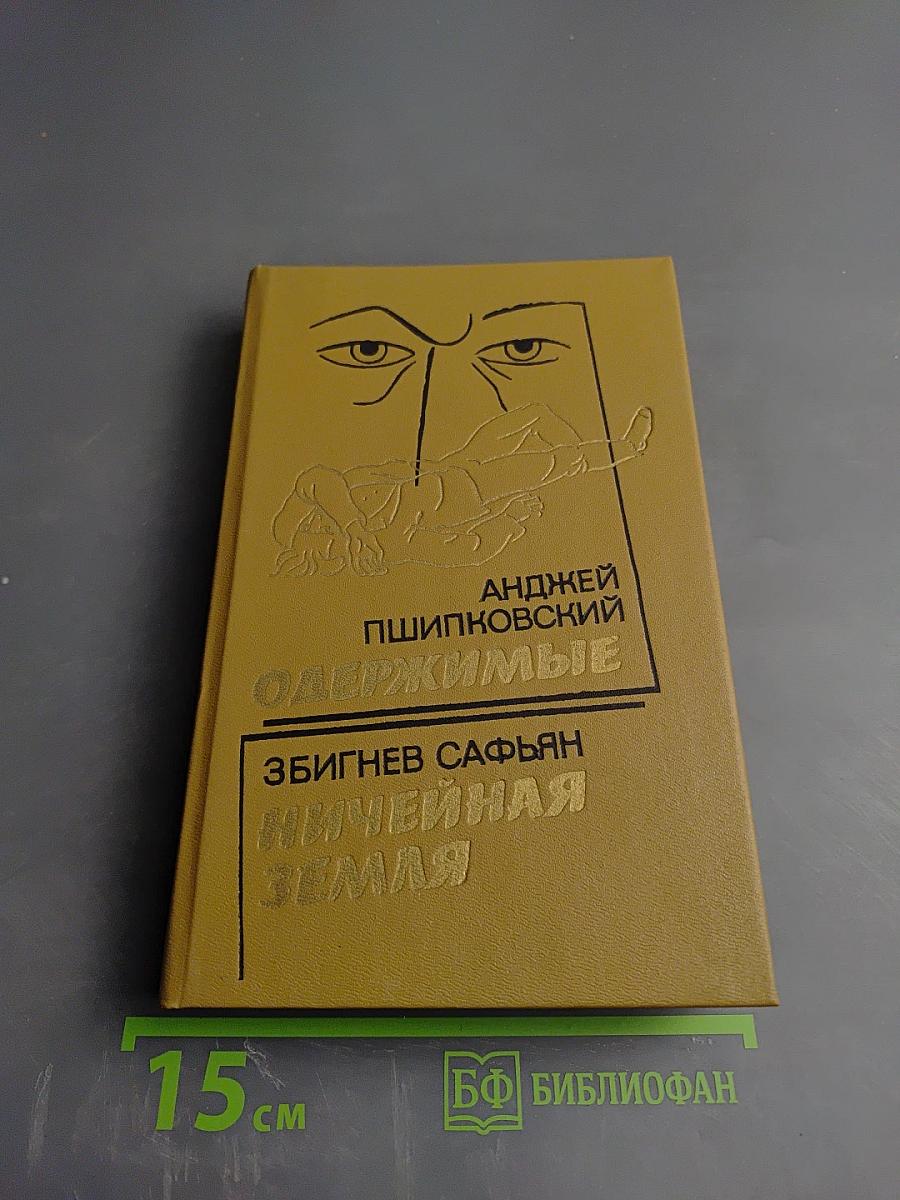 АНДЖЕЙ
ПШИПКОВСКИЙ
ОДЕРЖИМЫЕ
ЗБИГНЕВ САФЬЯН
НИЧЕЙНАЯ
ЗЕМЛЯ
15 см
БФ БИБЛИОФАН